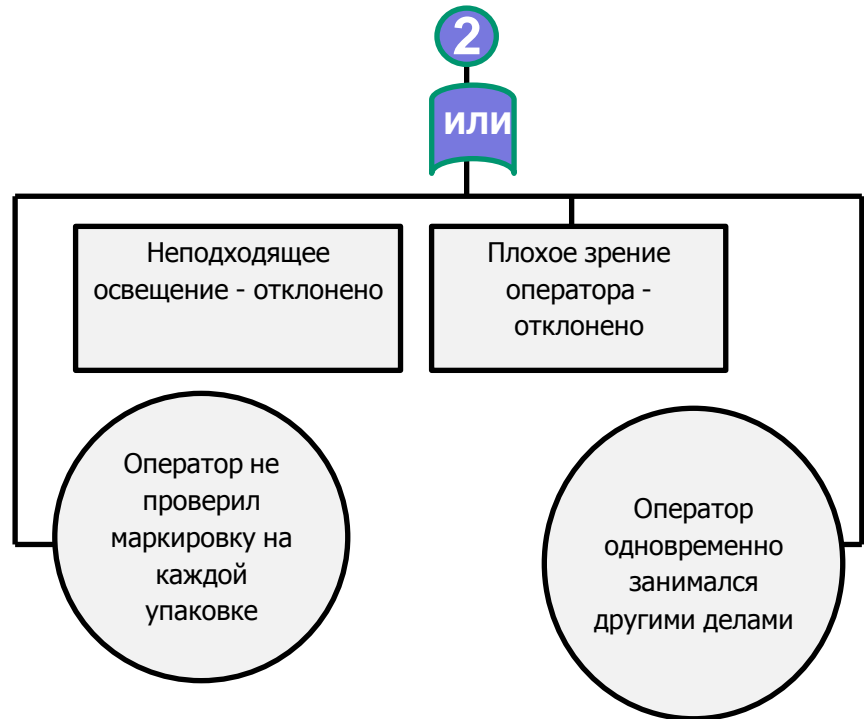 2
или
Неподходящее
освещение - отклонено
Плохое зрение
оператора -
отклонено
Оператор не
проверил
маркировку на
каждой
упаковке
Оператор
одновременно
занимался
другими делами